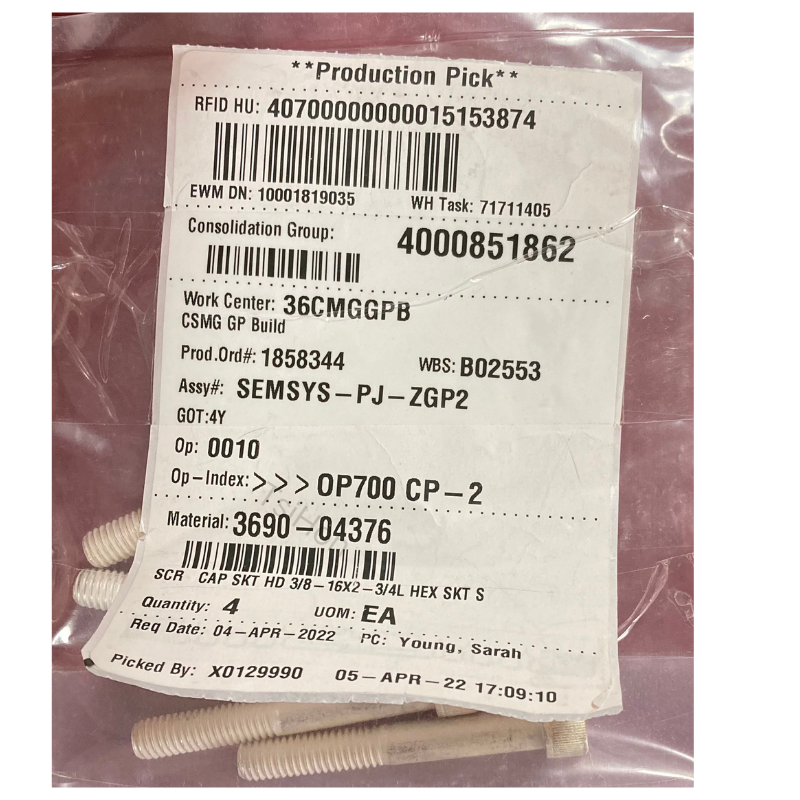 **Production Pick**
RFID HU: 40700000000015153874
EWM DN: 10001819035 WH Task: 71711405
Consolidation Group: 4000851862
Work Center: 36CMGGPB
CSMG GP Build
Prod.Ord#: 1858344 WBS: B02553
Assy#: SEMSYS-PJ-ZGP2
GOT:4Y
Op: 0010
Op-Index:>>>OP700 CP-2
Material: 3690-04376
SCR CAP SKT HD 3/8-16X2-3/4L HEX SKT S
Quantity: 4 UOM: EA
Req Date: 04-APR-2022 PC: Young, Sarah
Picked By: X0129990 05-APR-22 17:09:10